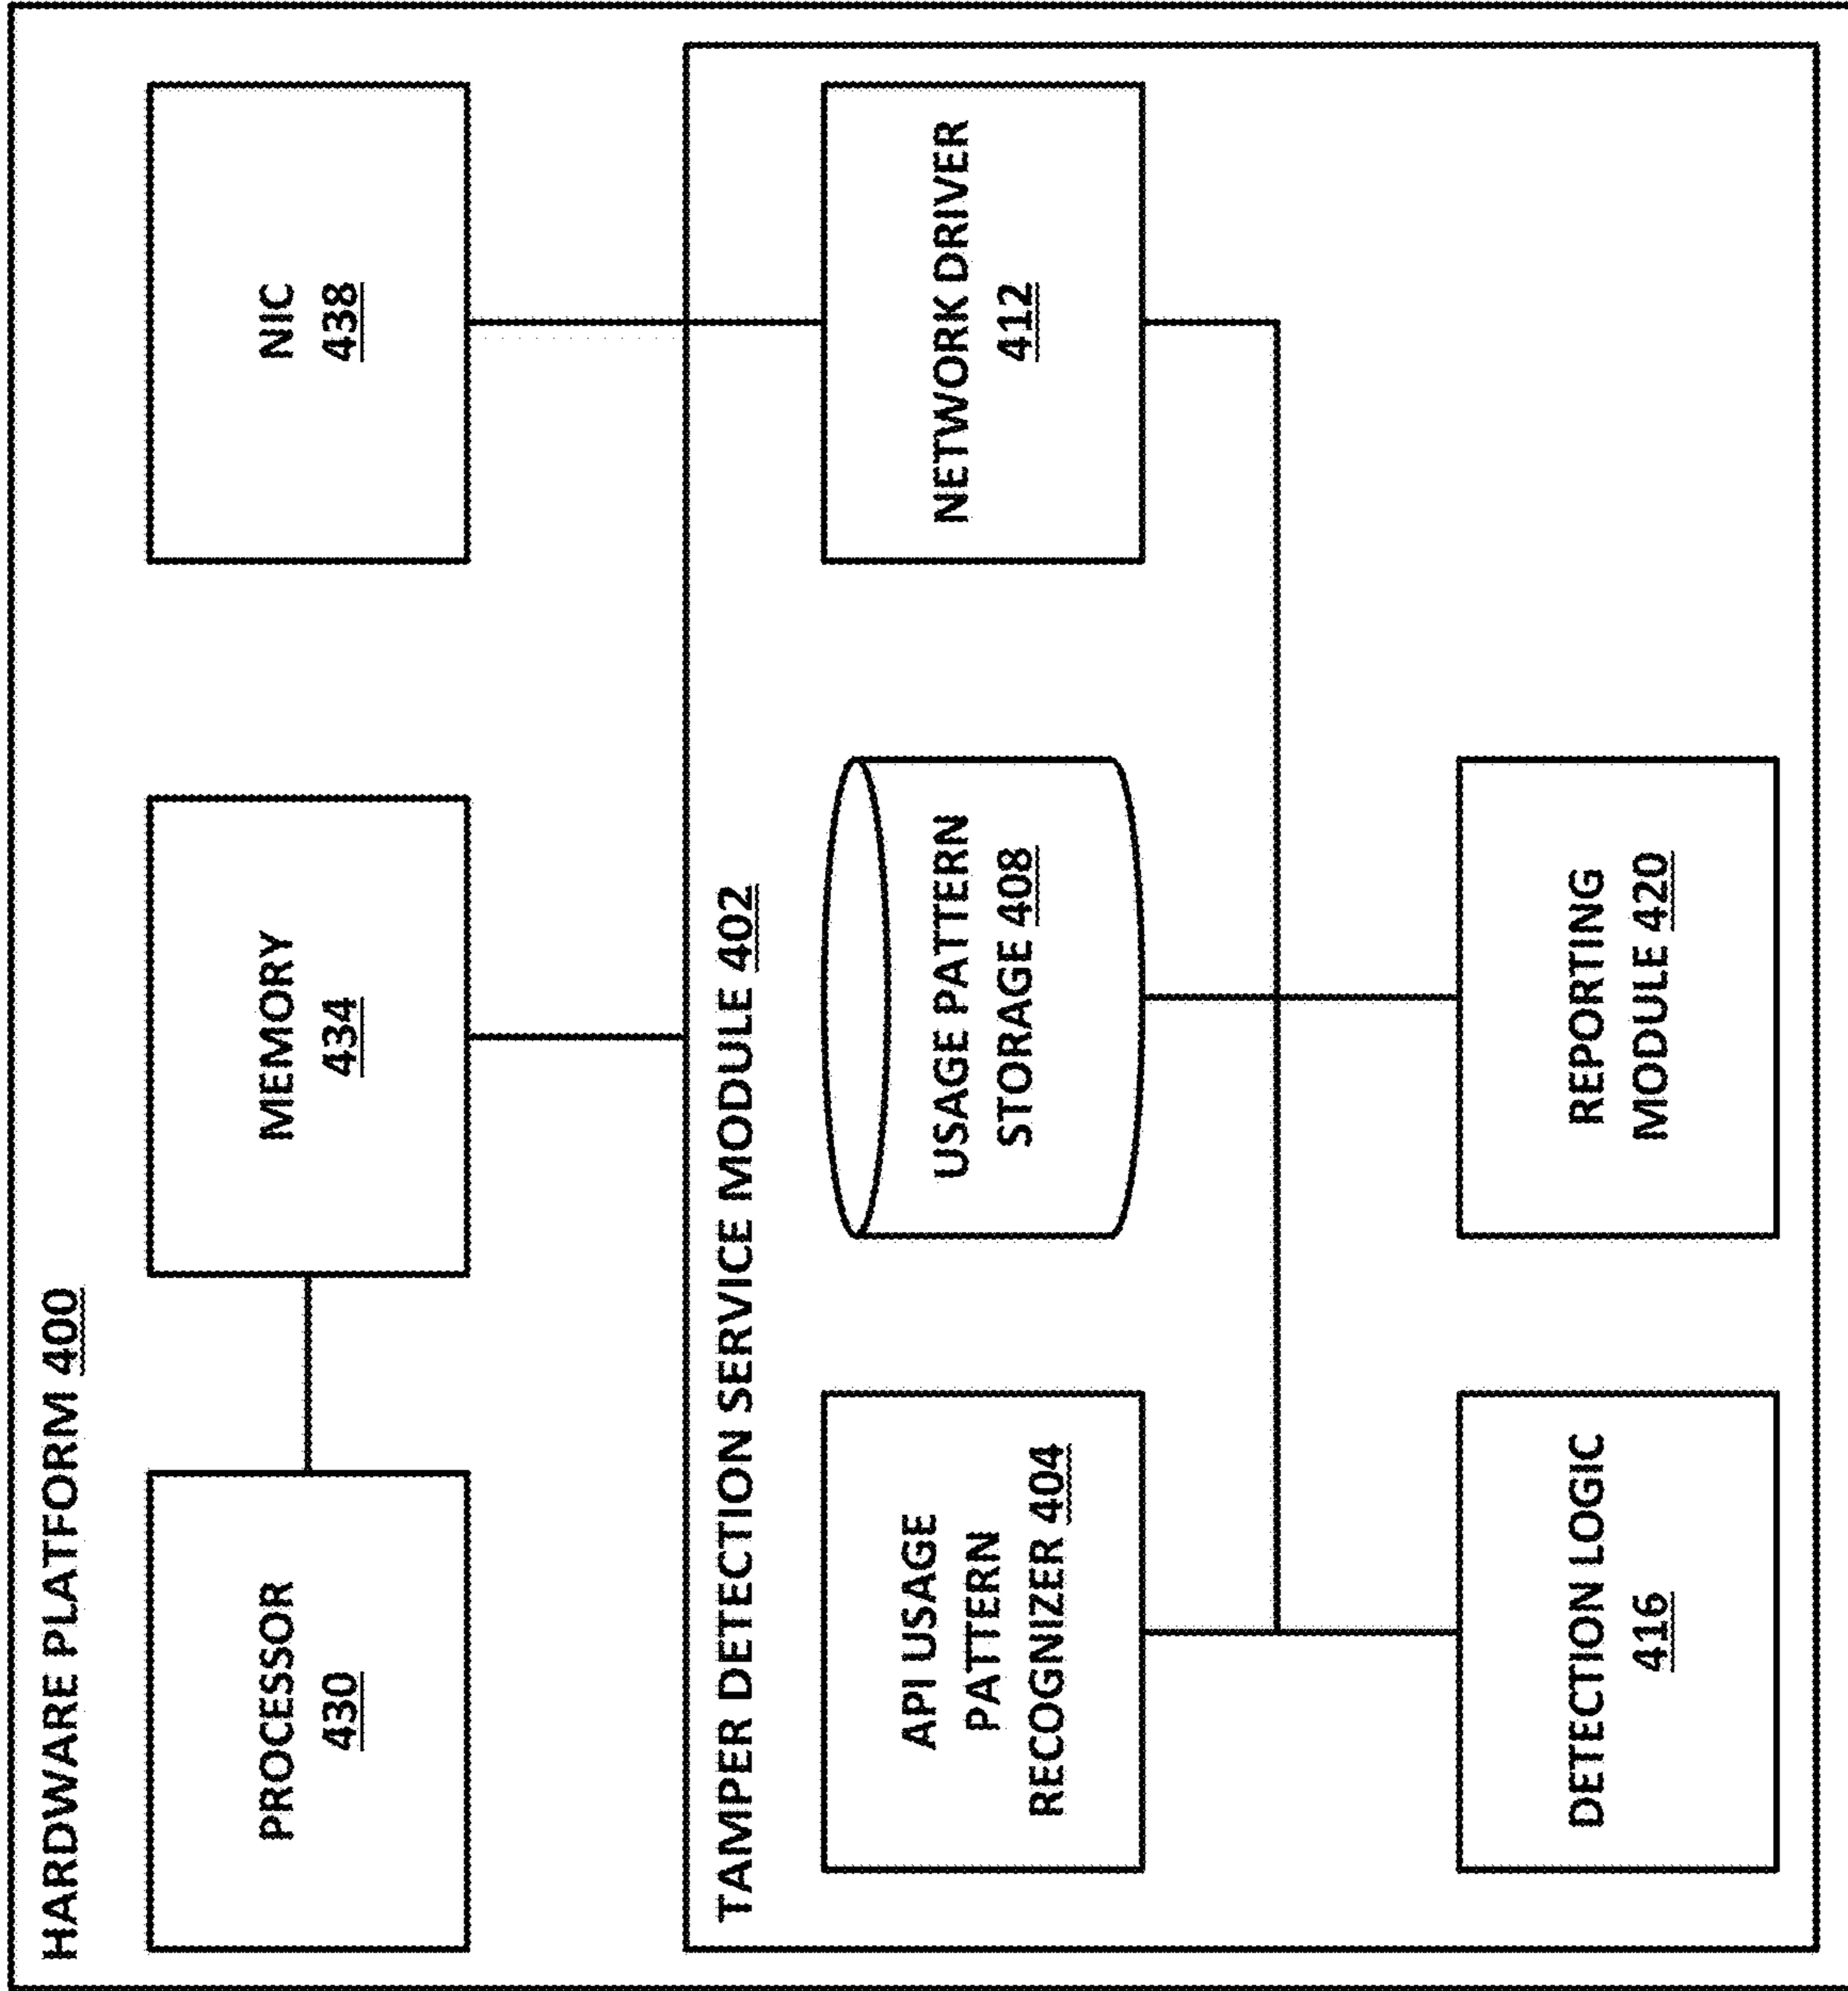 HARDWARE PLATFORM 400
PROCESSOR
430
MEMORY
434
NIC
438
TAMPER DETECTION SERVICE MODULE 402
API USAGE
PATTERN
RECOGNIZER 404
USAGE PATTERN
STORAGE 408
NETWORK DRIVER
412
DETECTION LOGIC
416
REPORTING
MODULE 420